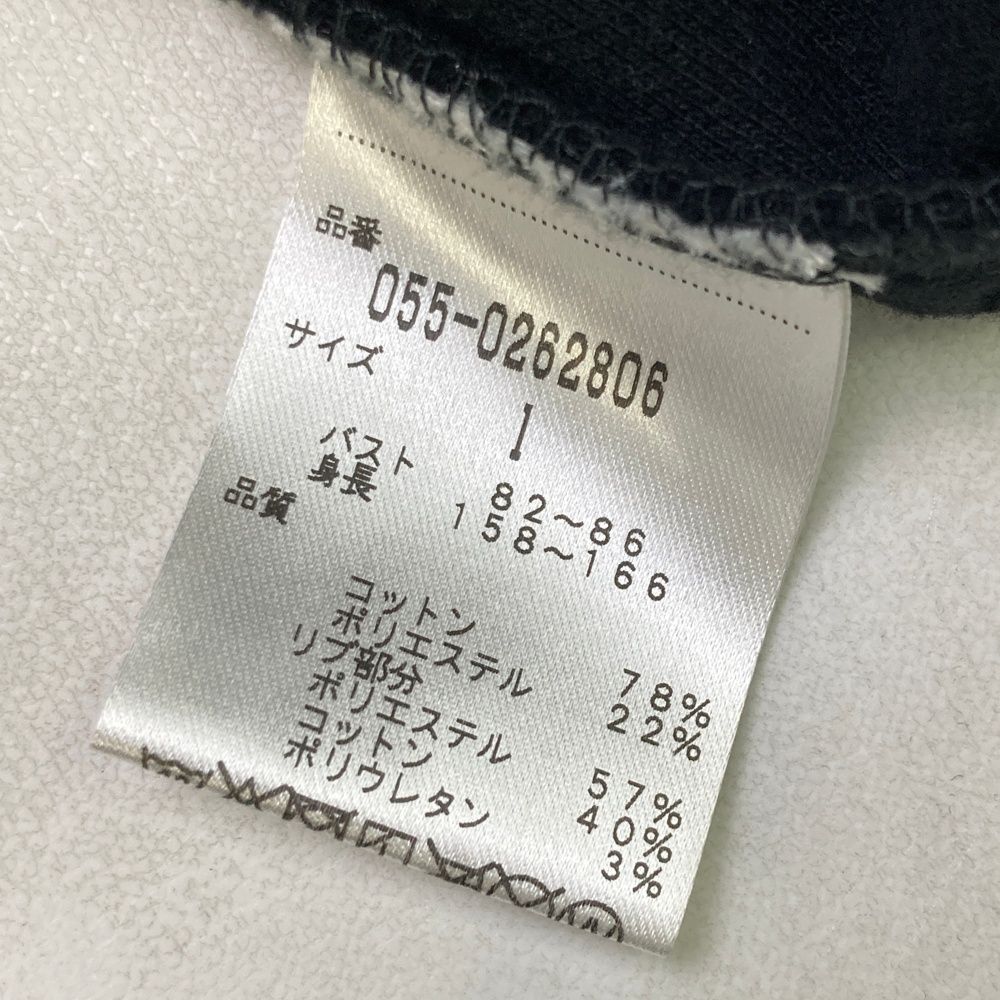 品番
055-0262806
サイズ
1
バスト 82～86
身長 158～166
品質
コットン 78%
ポリエステル 22%
リブ部分
ポリエステル 57%
コットン 40%
ポリウレタン 3%